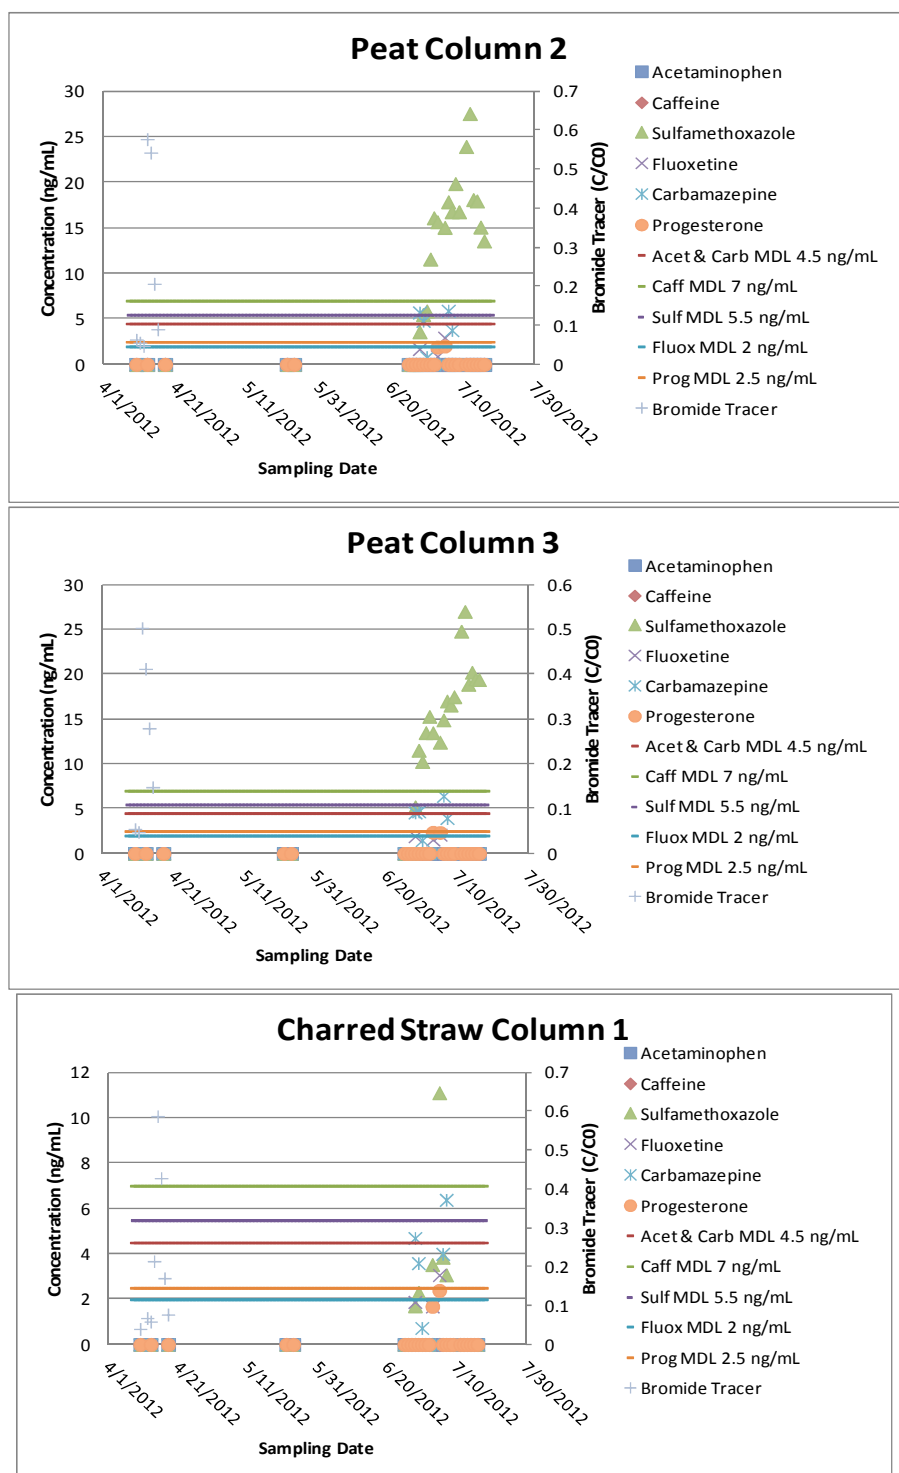 Peat Column 2
Concentration (ng/mL)
30
25
20
15
10
5
0
0.7
0.6
0.5
0.4
0.3
0.2
0.1
0
Bromide Tracer (C/C0)
4/1/2012
4/21/2012
5/11/2012
5/31/2012
6/20/2012
7/10/2012
7/30/2012
Sampling Date
Acetaminophen
Caffeine
Sulfamethoxazole
Fluoxetine
Carbamazepine
Progesterone
Acet & Carb MDL 4.5 ng/mL
Caff MDL 7 ng/mL
Sulf MDL 5.5 ng/mL
Fluox MDL 2 ng/mL
Prog MDL 2.5 ng/mL
Bromide Tracer
Peat Column 3
Concentration (ng/mL)
30
25
20
15
10
5
0
0.6
0.5
0.4
0.3
0.2
0.1
0
Bromide Tracer (C/C0)
4/1/2012
4/21/2012
5/11/2012
5/31/2012
6/20/2012
7/10/2012
7/30/2012
Sampling Date
Acetaminophen
Caffeine
Sulfamethoxazole
Fluoxetine
Carbamazepine
Progesterone
Acet & Carb MDL 4.5 ng/mL
Caff MDL 7 ng/mL
Sulf MDL 5.5 ng/mL
Fluox MDL 2 ng/mL
Prog MDL 2.5 ng/mL
Bromide Tracer
Charred Straw Column 1
Concentration (ng/mL)
12
10
8
6
4
2
0
0.7
0.6
0.5
0.4
0.3
0.2
0.1
0
Bromide Tracer (C/C0)
4/1/2012
4/21/2012
5/11/2012
5/31/2012
6/20/2012
7/10/2012
7/30/2012
Sampling Date
Acetaminophen
Caffeine
Sulfamethoxazole
Fluoxetine
Carbamazepine
Progesterone
Acet & Carb MDL 4.5 ng/mL
Caff MDL 7 ng/mL
Sulf MDL 5.5 ng/mL
Fluox MDL 2 ng/mL
Prog MDL 2.5 ng/mL
Bromide Tracer